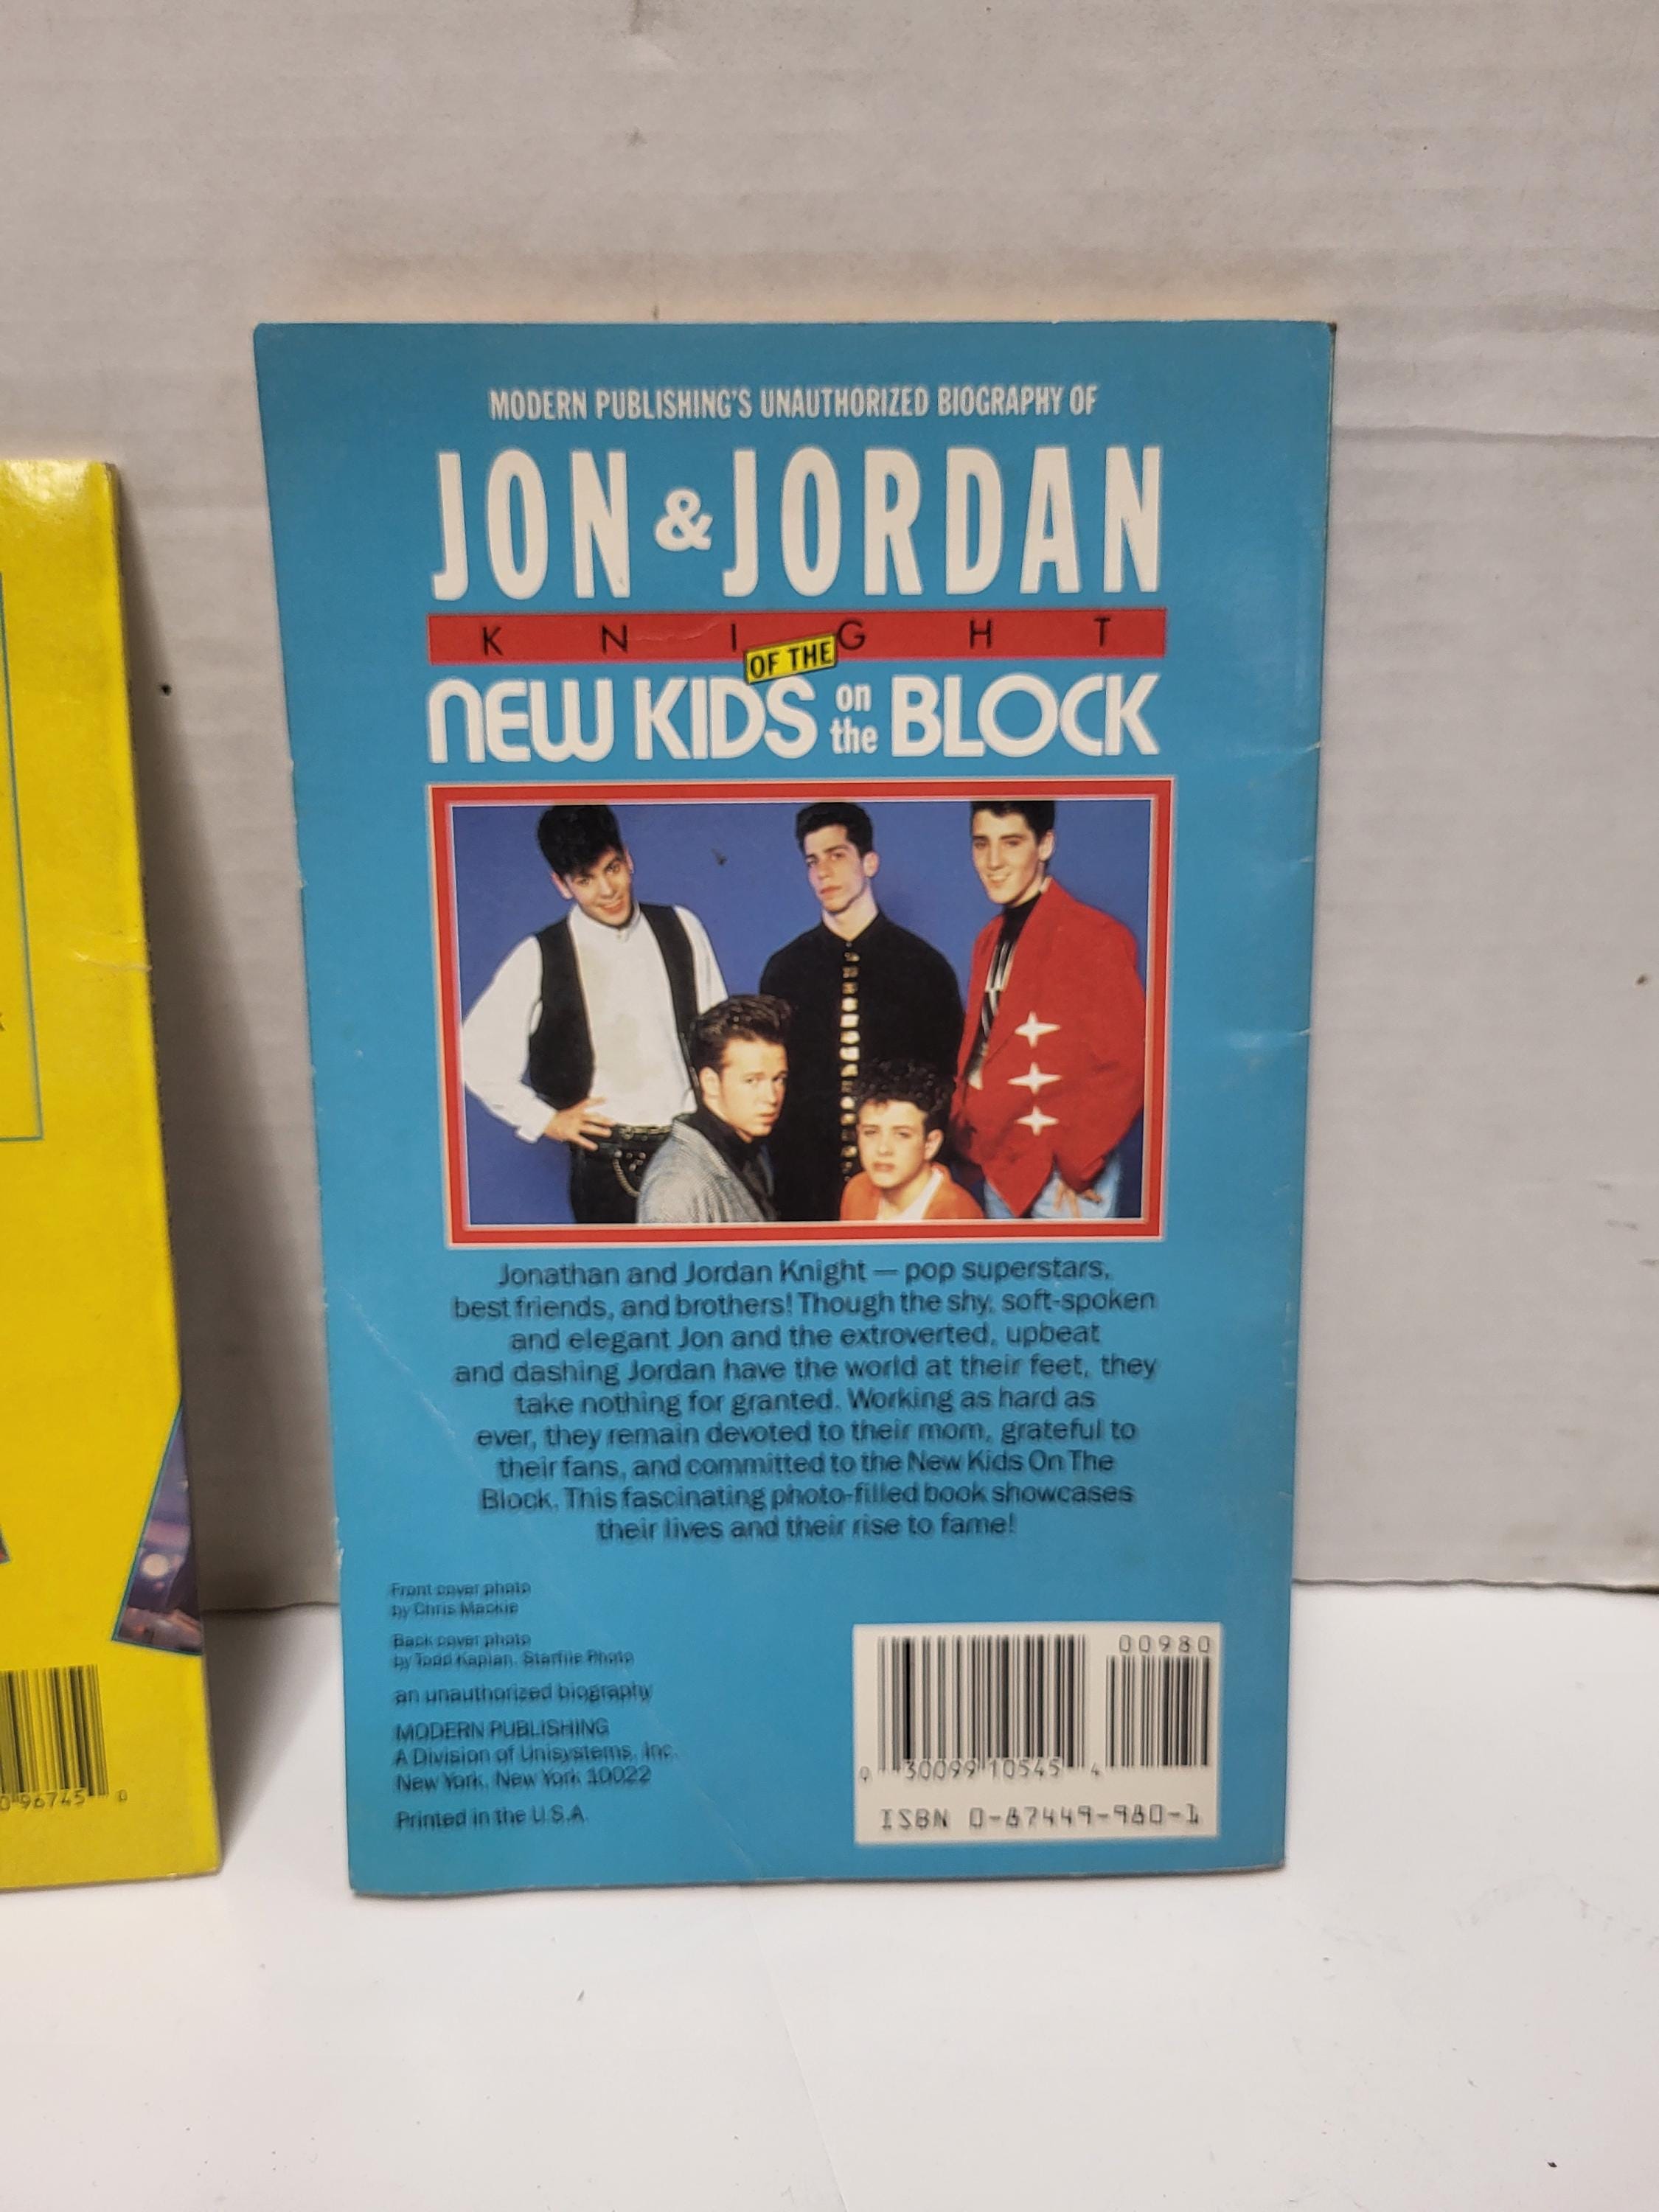 MODERN PUBLISHING'S UNAUTHORIZED BIOGRAPHY OF
JON & JORDAN
KNIGHT
OF THE
NEW KIDS on the BLOCK
Jonathan and Jordan Knight — pop superstars,
best friends, and brothers! Though the shy, soft-spoken
and elegant Jon and the extroverted, upbeat
and dashing Jordan have the world at their feet, they
take nothing for granted. Working as hard as
ever, they remain devoted to their mom, grateful to
their fans, and committed to the New Kids On The
Block. This fascinating photo-filled book showcases
their lives and their rise to fame!
Front cover photo
by Chris Mackie
Back cover photo
by Todd Kaplan, Starfile Photo
an unauthorized biography
MODERN PUBLISHING
A Division of Unisystems, Inc.
New York, New York 10022
Printed in the U.S.A.
00980
0 30099 10545 4
ISBN 0-87449-980-1
96745 0